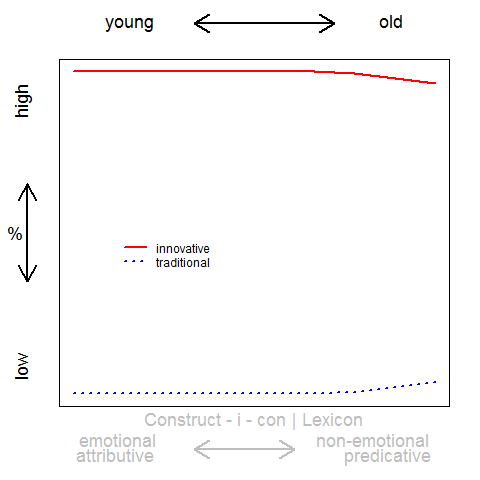 young old
high
%
low
innovative
traditional
Construct - i - con | Lexicon
emotional non-emotional
attributive predicative